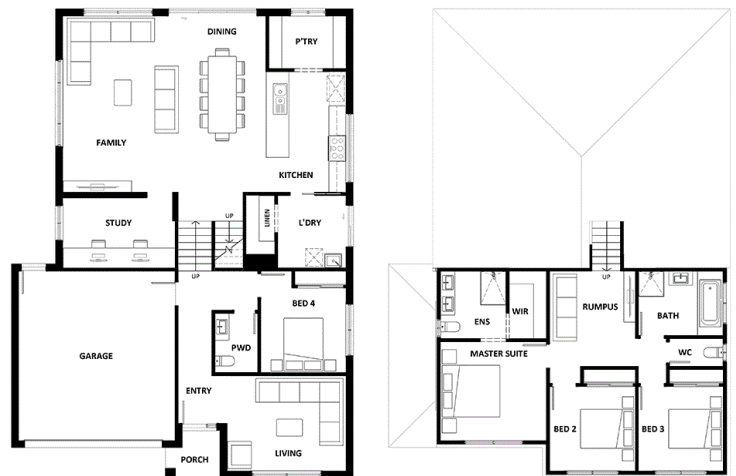 DINING
P'TRY
FAMILY
KITCHEN
STUDY
UP
LINEN
L'DRY
UP
BED 4
GARAGE
PWD
ENTRY
LIVING
PORCH
UP
RUMPUS
ENS
WIR
BATH
MASTER SUITE
WC
BED 2
BED 3